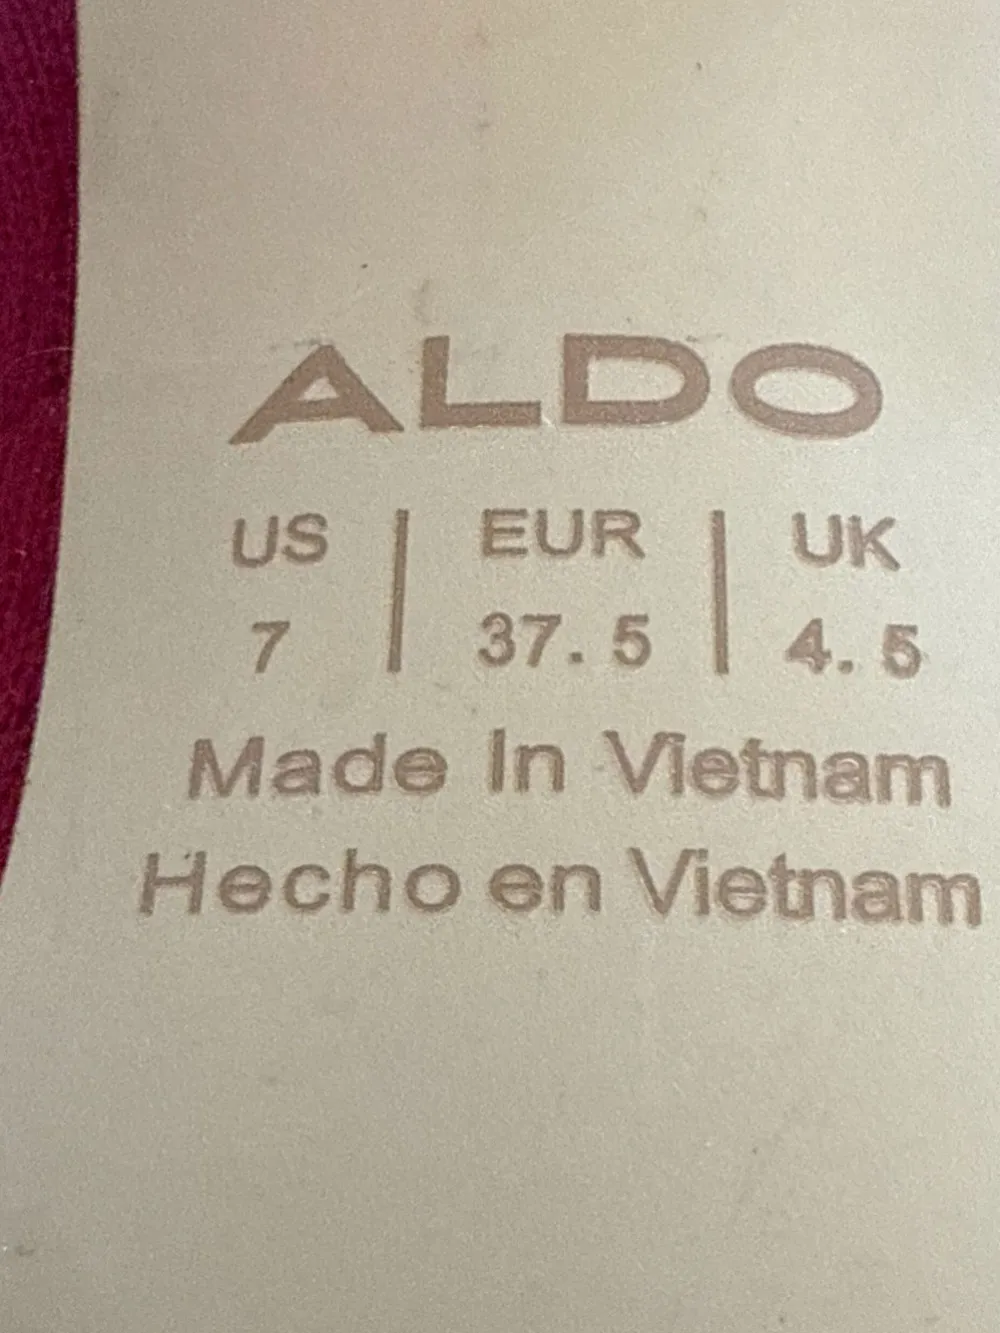 ALDO
US | EUR | UK
7 | 37.5 | 4.5
Made In Vietnam
Hecho en Vietnam